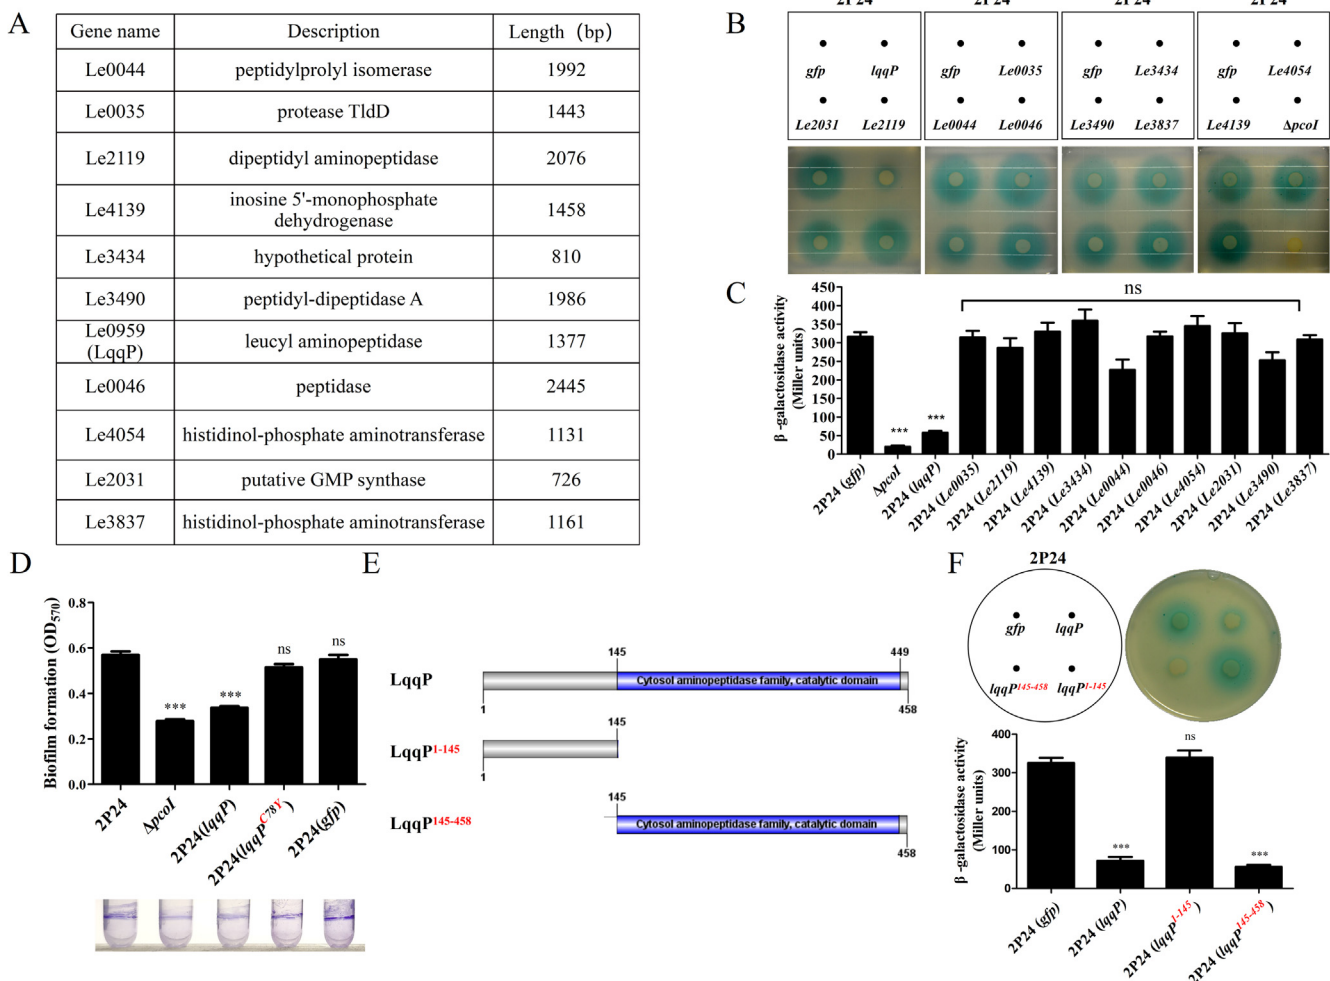 A
Gene name Description Length（bp）
Le0044 peptidylprolyl isomerase 1992
Le0035 protease TldD 1443
Le2119 dipeptidyl aminopeptidase 2076
Le4139 inosine 5'-monophosphate dehydrogenase 1458
Le3434 hypothetical protein 810
Le3490 peptidyl-dipeptidase A 1986
Le0959 (LqqP) leucyl aminopeptidase 1377
Le0046 peptidase 2445
Le4054 histidinol-phosphate aminotransferase 1131
Le2031 putative GMP synthase 726
Le3837 histidinol-phosphate aminotransferase 1161
B
2P24 2P24 2P24 2P24
gfp lqqP gfp Le0035 gfp Le3434 gfp Le4054
Le2031 Le2119 Le0044 Le0046 Le3490 Le3837 Le4139 ΔpcoI
C
β -galactosidase activity
(Miller units)
450
400
350
300
250
200
150
100
50
0
*** *** ns
2P24 (gfp)
ΔpcoI
2P24 (lqqP)
2P24 (Le0035)
2P24 (Le2119)
2P24 (Le4139)
2P24 (Le3434)
2P24 (Le0044)
2P24 (Le0046)
2P24 (Le4054)
2P24 (Le2031)
2P24 (Le3490)
2P24 (Le3837)
D
Biofilm formation (OD570)
0.8
0.6
0.4
0.2
0.0
*** *** ns ns
2P24
ΔpcoI
2P24(lqqP)
2P24(lqqPC78Y)
2P24(gfp)
E
145 449
LqqP Cytosol aminopeptidase family, catalytic domain
1 458
145
LqqP1-145
1
145
LqqP145-458 Cytosol aminopeptidase family, catalytic domain
458
F
2P24
gfp lqqP
lqqP145-458 lqqP1-145
β -galactosidase activity
(Miller units)
400
300
200
100
0
*** ns ***
2P24 (gfp)
2P24 (lqqP)
2P24 (lqqP1-145)
2P24 (lqqP145-458)